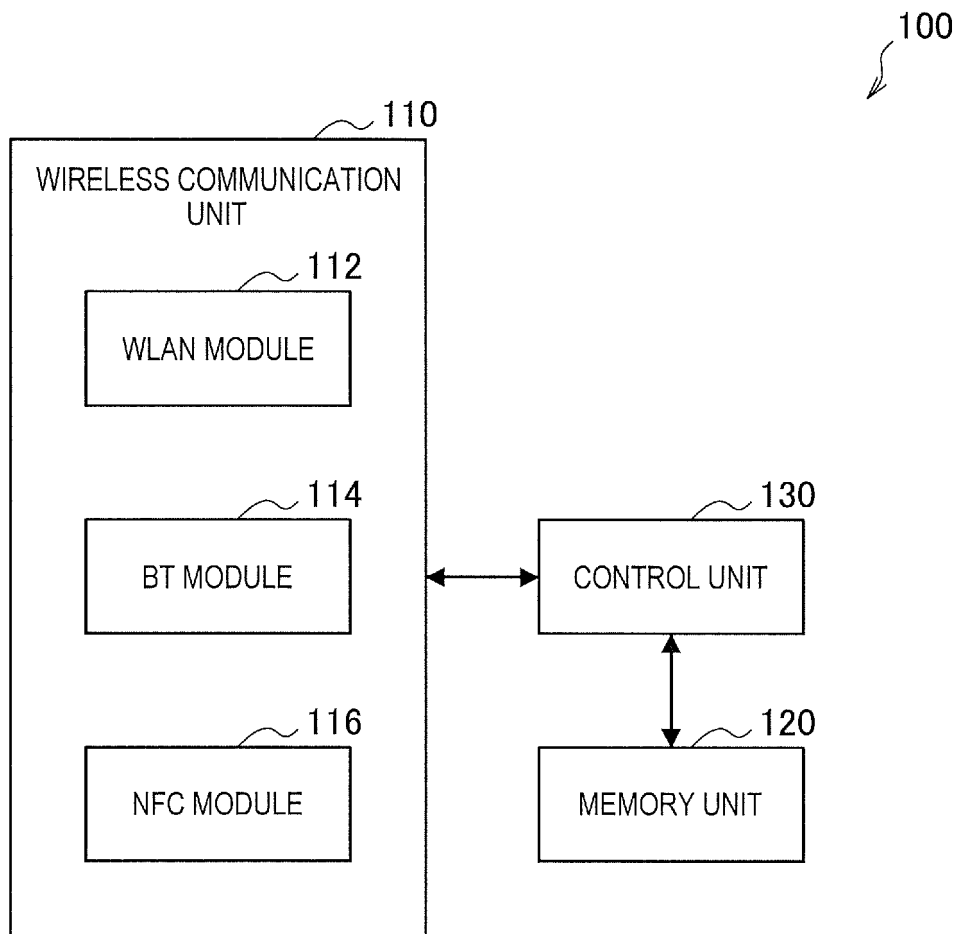 100
110
WIRELESS COMMUNICATION
UNIT
112
WLAN MODULE
114
BT MODULE
130
CONTROL UNIT
116
NFC MODULE
120
MEMORY UNIT